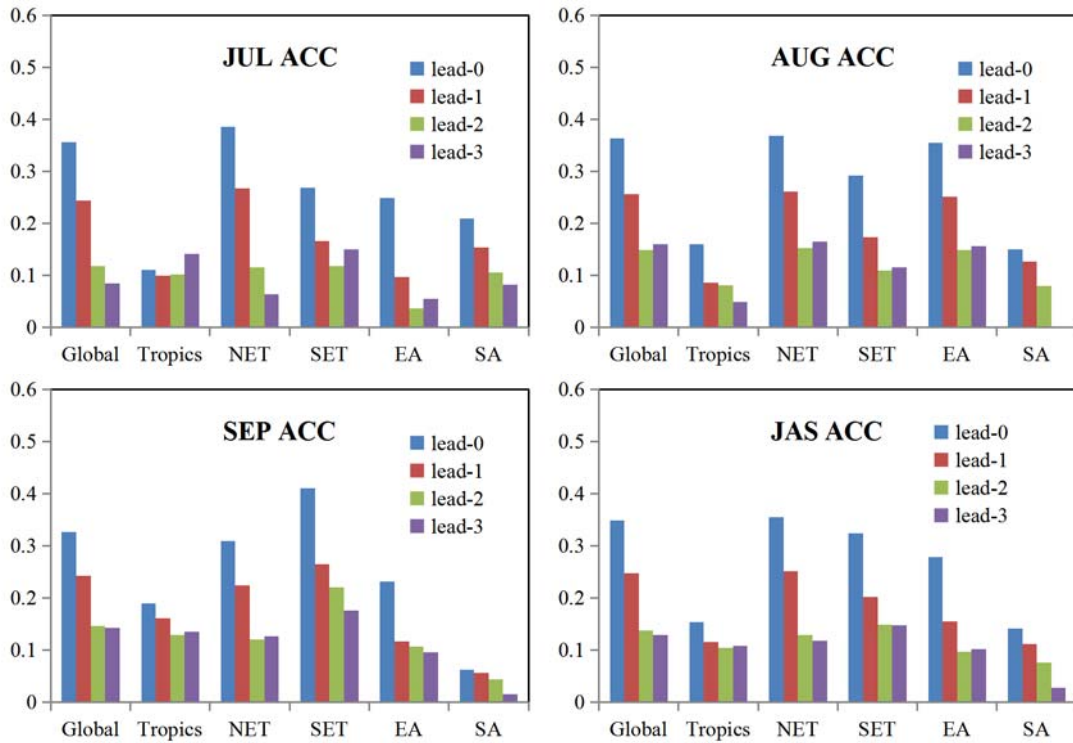 JUL ACC
0.6
0.5
0.4
0.3
0.2
0.1
0
lead-0
lead-1
lead-2
lead-3
Global Tropics NET SET EA SA
AUG ACC
0.6
0.5
0.4
0.3
0.2
0.1
0
lead-0
lead-1
lead-2
lead-3
Global Tropics NET SET EA SA
SEP ACC
0.6
0.5
0.4
0.3
0.2
0.1
0
lead-0
lead-1
lead-2
lead-3
Global Tropics NET SET EA SA
JAS ACC
0.6
0.5
0.4
0.3
0.2
0.1
0
lead-0
lead-1
lead-2
lead-3
Global Tropics NET SET EA SA